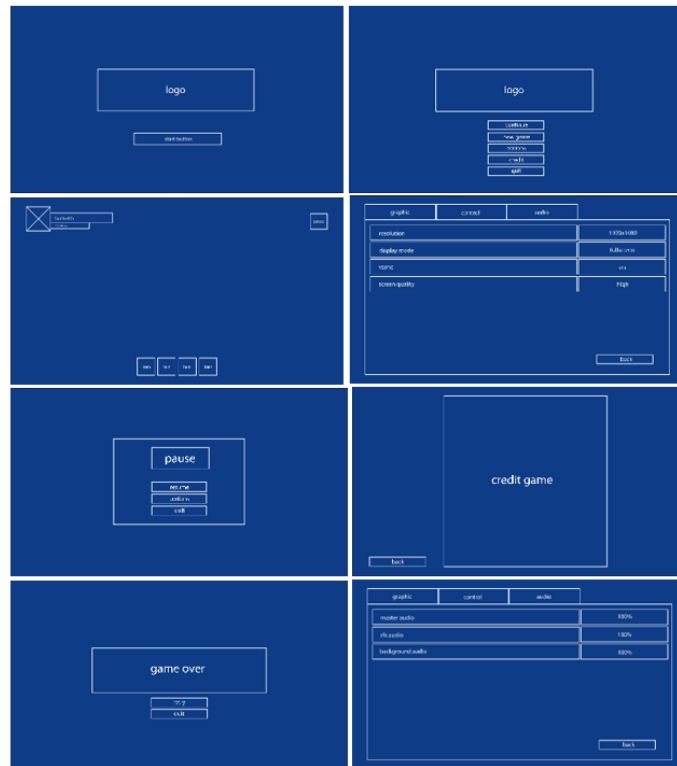 logo
start button
logo
continue
new game
options
credit
quit
graphic
control
audio
resolution
1920x1080
display mode
fullscreen
vsync
on
screen quality
high
back
pause
resume
options
quit
credit game
back
game over
retry
quit
graphic
control
audio
master audio
100%
sfx audio
100%
background audio
100%
back